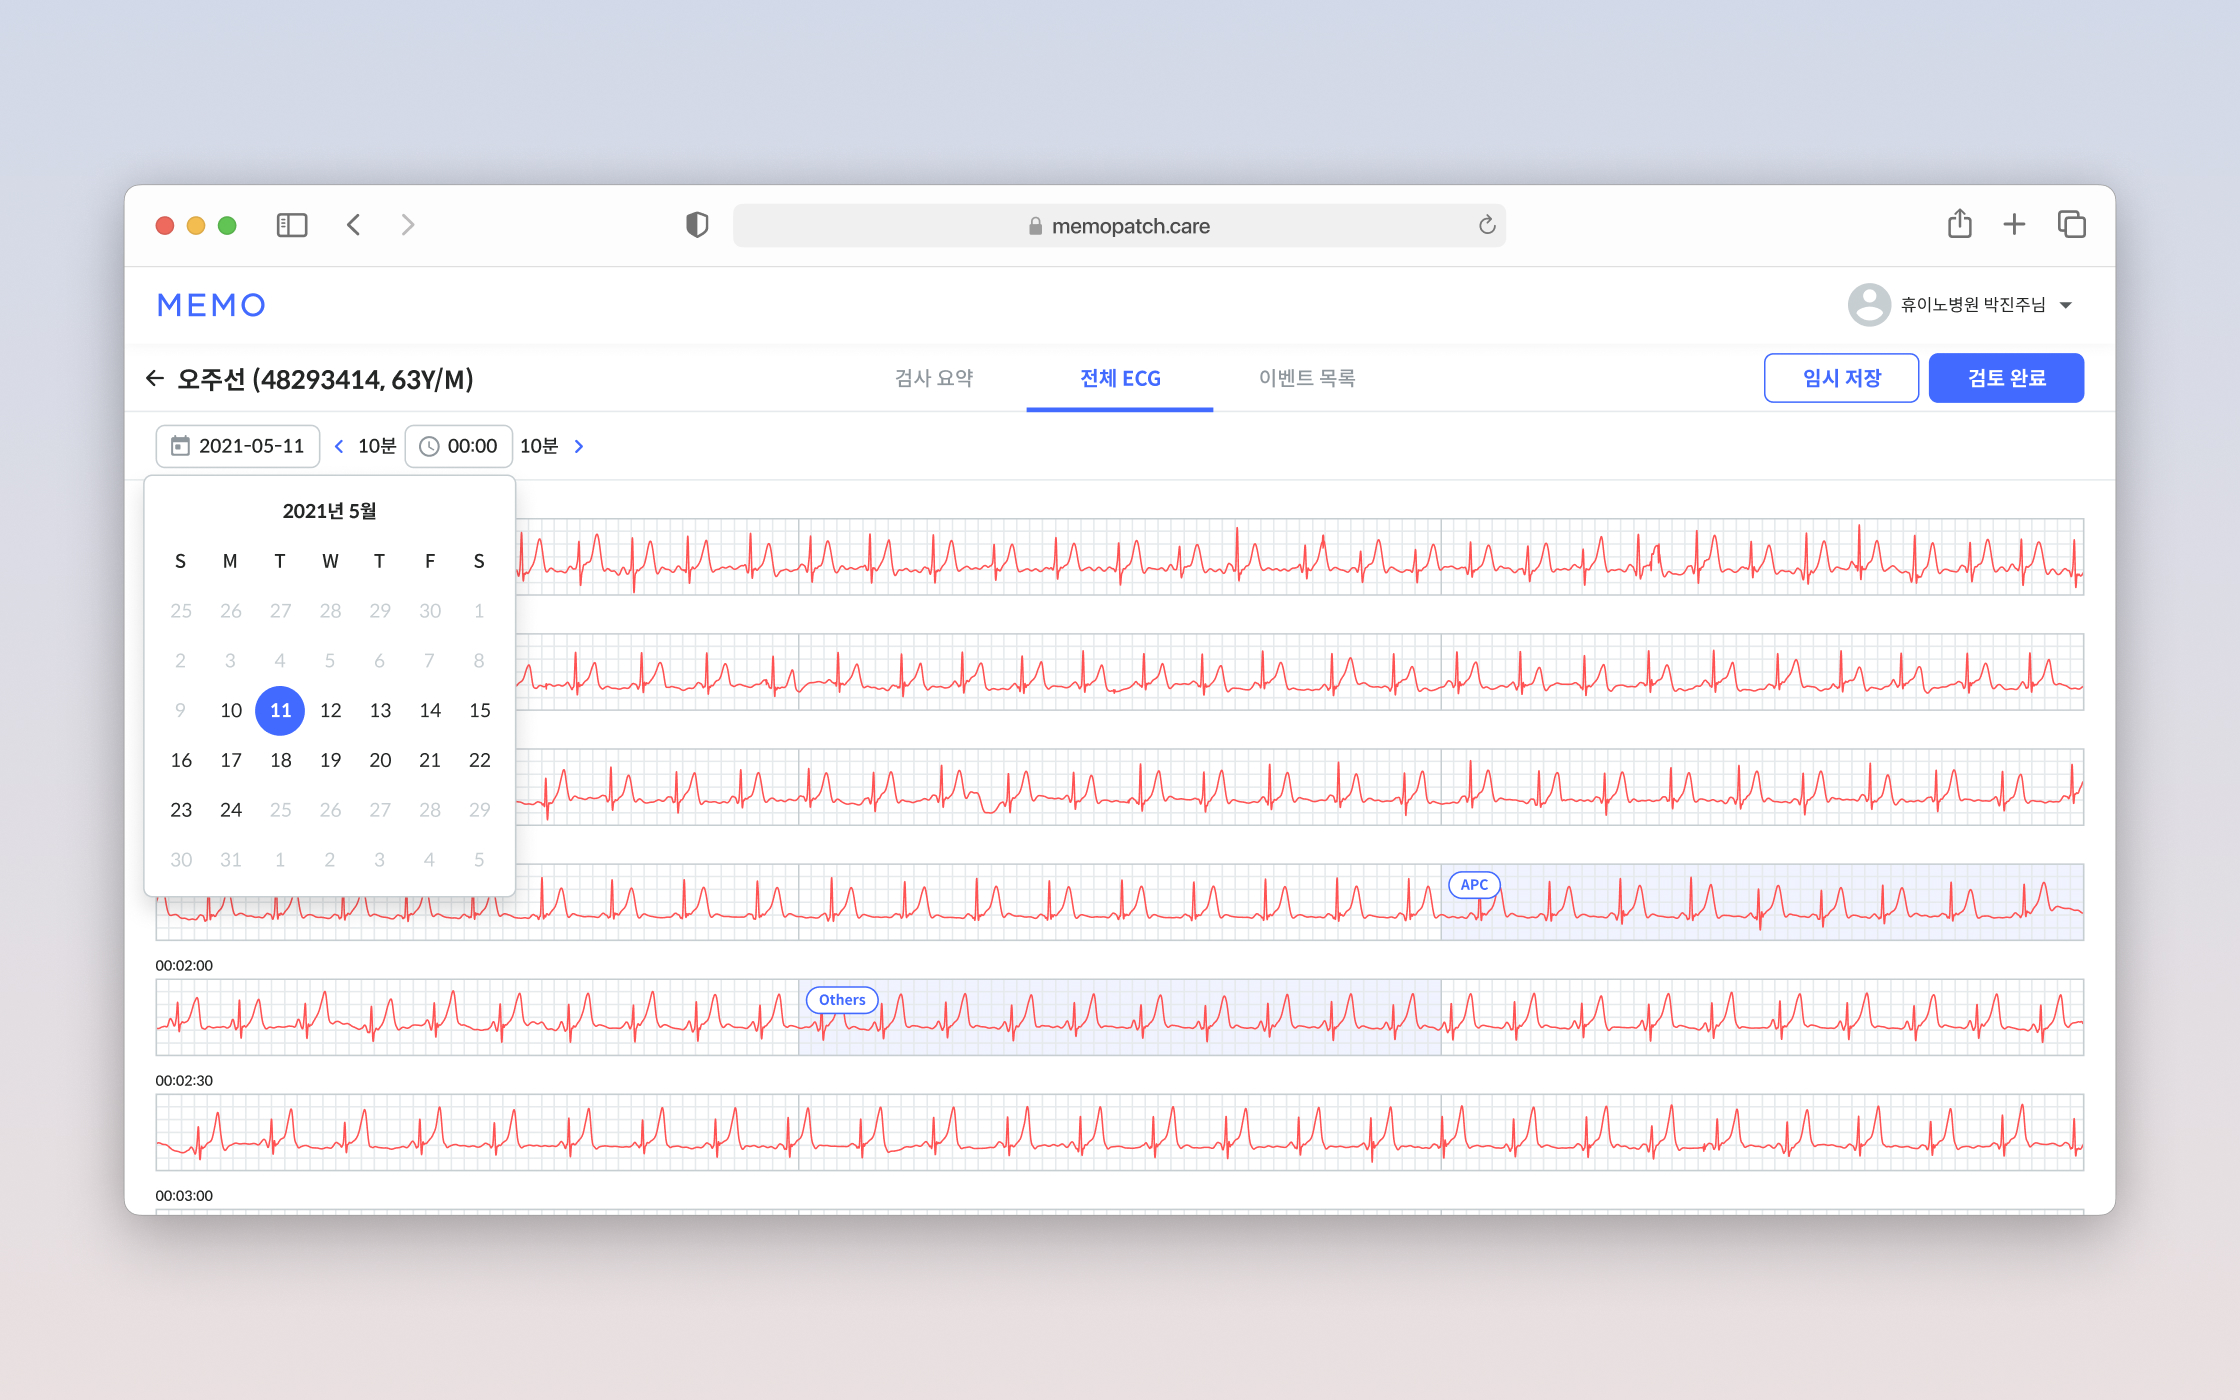 memopatch.care
MEMO
휴이노병원 박진주님
오주선 (48293414, 63Y/M)
검사 요약
전체 ECG
이벤트 목록
임시 저장
검토 완료
2021-05-11
10분
00:00
10분
2021년 5월
S M T W T F S
25 26 27 28 29 30 1
2 3 4 5 6 7 8
9 10 11 12 13 14 15
16 17 18 19 20 21 22
23 24 25 26 27 28 29
30 31 1 2 3 4 5
APC
00:02:00
Others
00:02:30
00:03:00